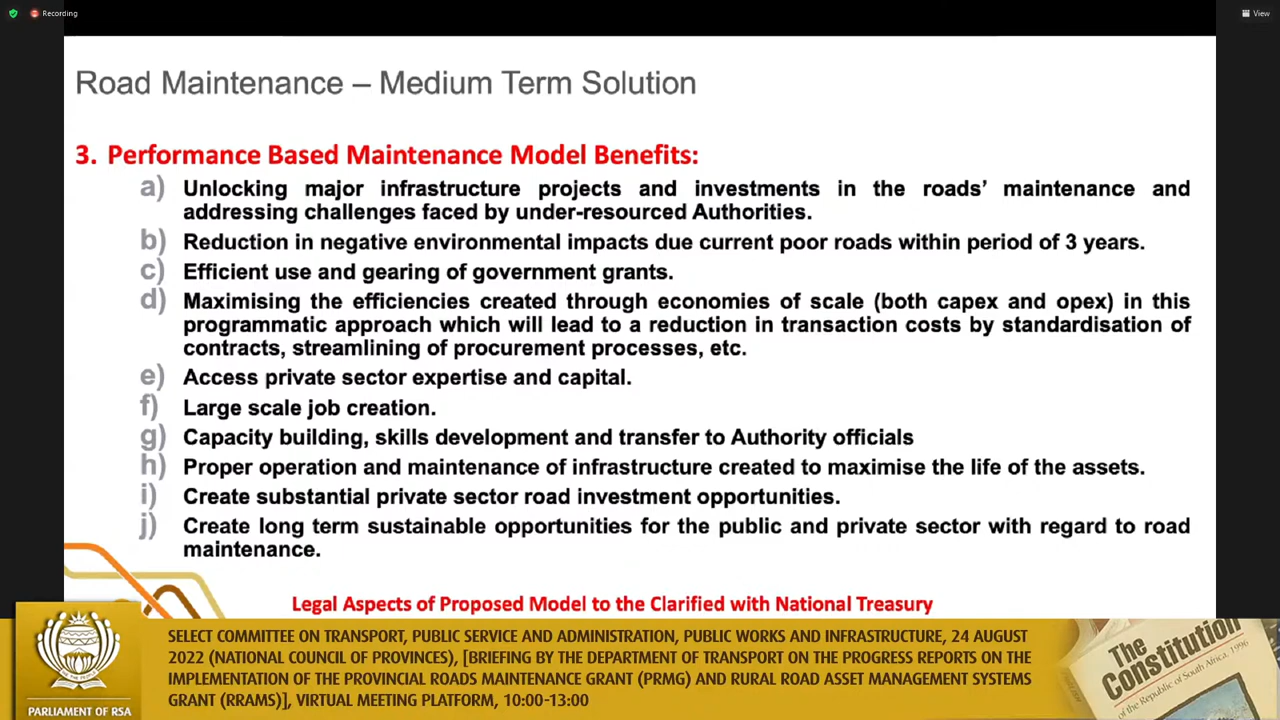 Recording
View
Road Maintenance – Medium Term Solution
3. Performance Based Maintenance Model Benefits:
a) Unlocking major infrastructure projects and investments in the roads' maintenance and
addressing challenges faced by under-resourced Authorities.
b) Reduction in negative environmental impacts due current poor roads within period of 3 years.
c) Efficient use and gearing of government grants.
d) Maximising the efficiencies created through economies of scale (both capex and opex) in this
programmatic approach which will lead to a reduction in transaction costs by standardisation of
contracts, streamlining of procurement processes, etc.
e) Access private sector expertise and capital.
f) Large scale job creation.
g) Capacity building, skills development and transfer to Authority officials
h) Proper operation and maintenance of infrastructure created to maximise the life of the assets.
i) Create substantial private sector road investment opportunities.
j) Create long term sustainable opportunities for the public and private sector with regard to road
maintenance.
Legal Aspects of Proposed Model to the Clarified with National Treasury
SELECT COMMITTEE ON TRANSPORT, PUBLIC SERVICE AND ADMINISTRATION, PUBLIC WORKS AND INFRASTRUCTURE, 24 AUGUST
2022 (NATIONAL COUNCIL OF PROVINCES), [BRIEFING BY THE DEPARTMENT OF TRANSPORT ON THE PROGRESS REPORTS ON THE
IMPLEMENTATION OF THE PROVINCIAL ROADS MAINTENANCE GRANT (PRMG) AND RURAL ROAD ASSET MANAGEMENT SYSTEMS
GRANT (RRAMS)], VIRTUAL MEETING PLATFORM, 10:00-13:00
PARLIAMENT OF RSA
The
Constitution
of the Republic of South Africa, 1996